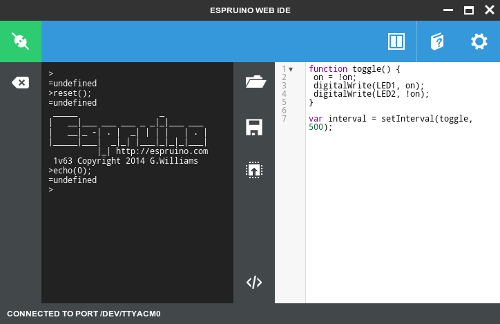 ESPRUINO WEB IDE
>
=undefined
>reset();
=undefined
http://espruino.com
1v63 Copyright 2014 G.Williams
>echo(0);
=undefined
>
1 function toggle() {
2 on = !on;
3 digitalWrite(LED1, on);
4 digitalWrite(LED2, !on);
5 }
6
7 var interval = setInterval(toggle,
500);
CONNECTED TO PORT /DEV/TTYACM0